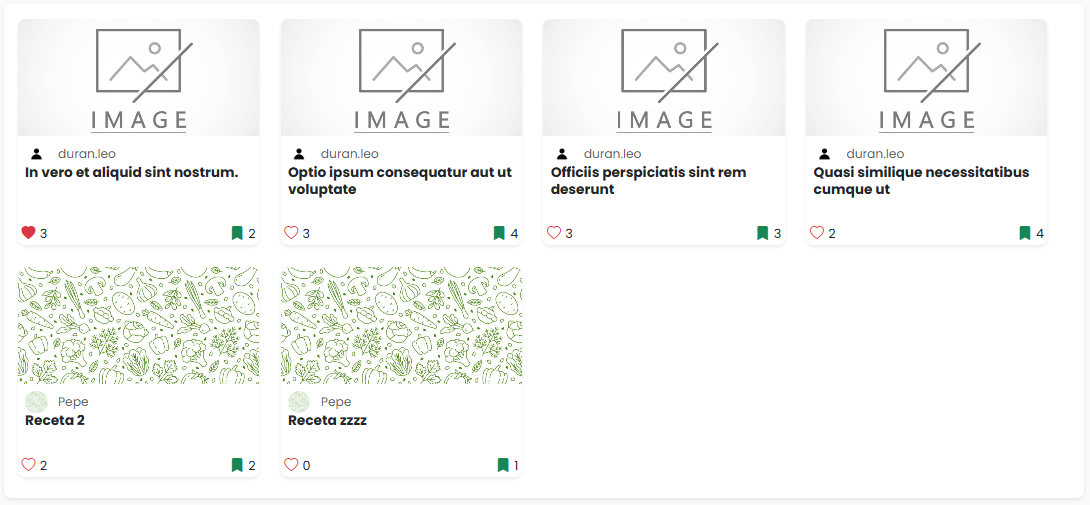 IMAGE
IMAGE
IMAGE
IMAGE
duran.leo
In vero et aliquid sint nostrum.
3
2
duran.leo
Optio ipsum consequatur aut ut
voluptate
3
4
duran.leo
Officiis perspiciatis sint rem
deserunt
3
3
duran.leo
Quasi similique necessitatibus
cumque ut
2
4
Pepe
Receta 2
2
2
Pepe
Receta zzzz
0
1